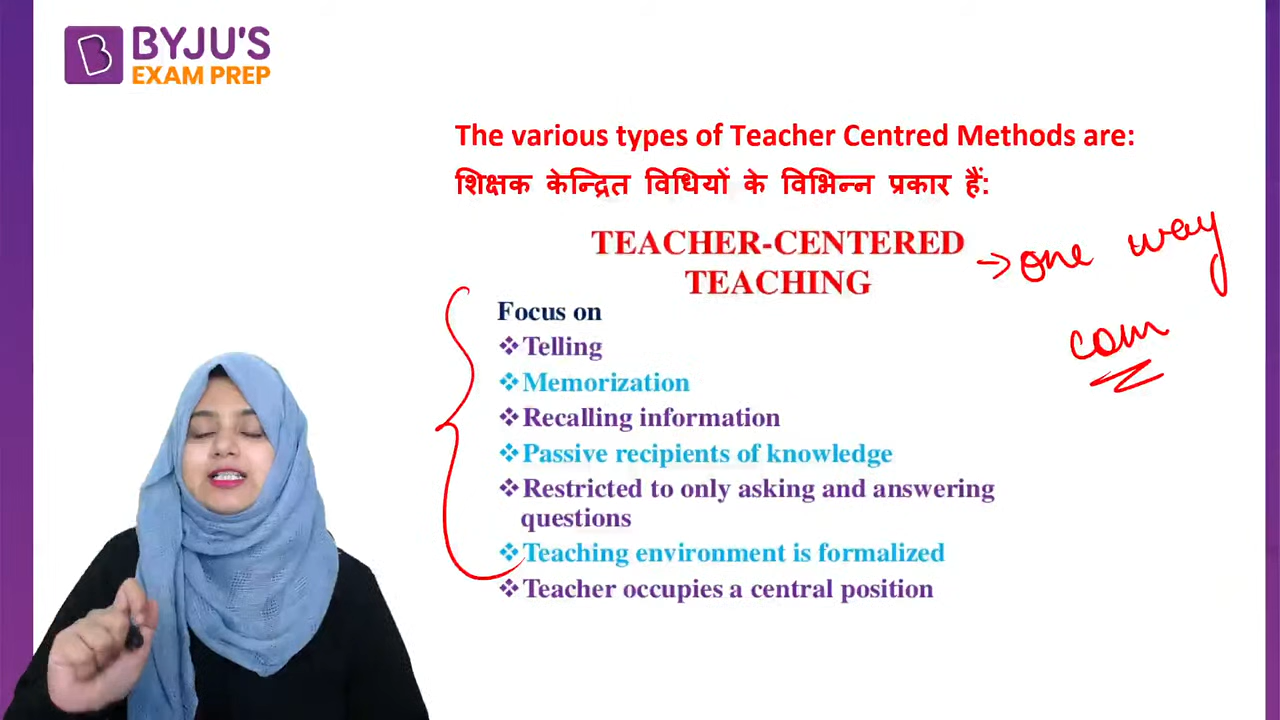 BYJU'S
EXAM PREP
The various types of Teacher Centred Methods are:
शिक्षक केन्द्रित विधियों के विभिन्न प्रकार हैं:
TEACHER-CENTERED
TEACHING
→ one way
com
Focus on
❖Telling
❖Memorization
❖Recalling information
❖Passive recipients of knowledge
❖Restricted to only asking and answering
questions
❖Teaching environment is formalized
❖Teacher occupies a central position